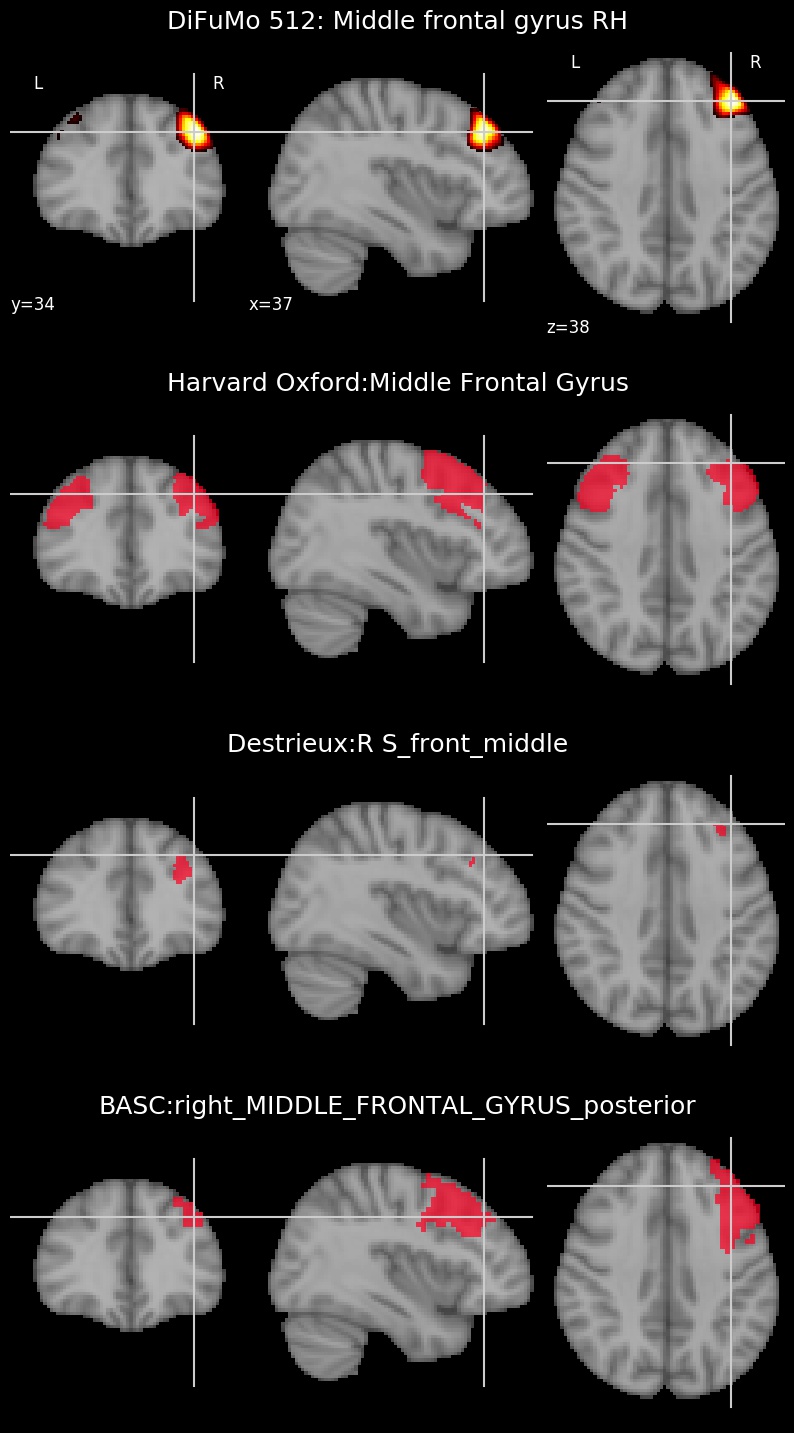 DiFuMo 512: Middle frontal gyrus RH
L R L R
y=34 x=37 z=38
Harvard Oxford:Middle Frontal Gyrus
Destrieux:R S_front_middle
BASC:right_MIDDLE_FRONTAL_GYRUS_posterior